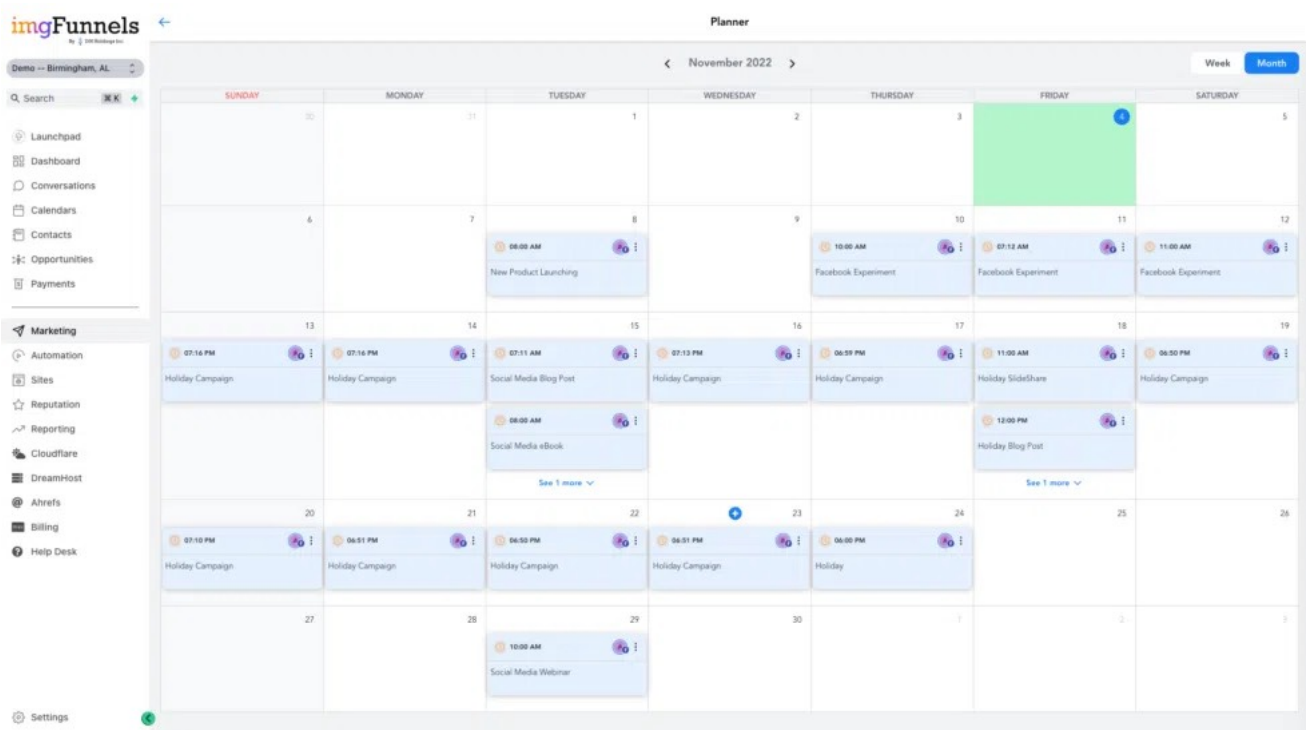 imgFunnels
Planner
Demo -- Birmingham, AL
November 2022
Week
Month
Search
⌘ K
Launchpad
Dashboard
Conversations
Calendars
Contacts
Opportunities
Payments
Marketing
Automation
Sites
Reputation
Reporting
Cloudflare
DreamHost
Ahrefs
Billing
Help Desk
Settings
SUNDAY MONDAY TUESDAY WEDNESDAY THURSDAY FRIDAY SATURDAY
30 31 1 2 3 4 5
6 7 8 9 10 11 12
08:00 AM 10:00 AM 07:12 AM 11:00 AM
New Product Launching Facebook Experiment Facebook Experiment Facebook Experiment
13 14 15 16 17 18 19
07:16 PM 07:16 PM 07:11 AM 07:13 PM 06:59 PM 11:00 AM 06:50 PM
Holiday Campaign Holiday Campaign Social Media Blog Post Holiday Campaign Holiday Campaign Holiday SlideShare Holiday Campaign
08:00 AM 12:00 PM
Social Media eBook Holiday Blog Post
See 1 more See 1 more
20 21 22 23 24 25 26
07:10 PM 06:51 PM 06:50 PM 06:51 PM 06:00 PM
Holiday Campaign Holiday Campaign Holiday Campaign Holiday Campaign Holiday
27 28 29 30 1 2 3
10:00 AM
Social Media Webinar